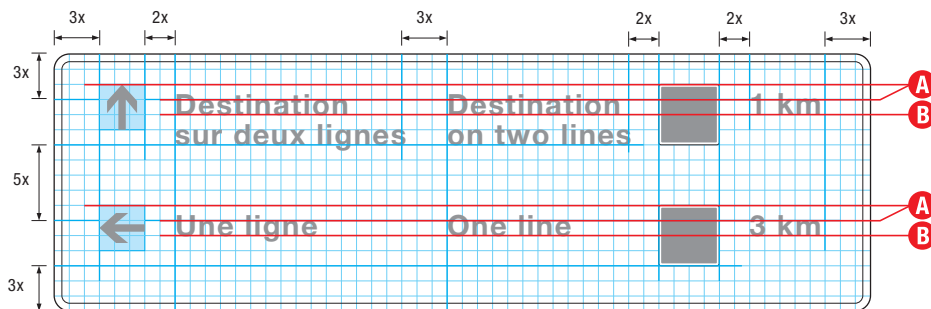 3x 2x 3x 2x 2x 3x
3x
A
Destination Destination 1 km
B
sur deux lignes on two lines
5x
A
Une ligne One line 3 km
B
3x